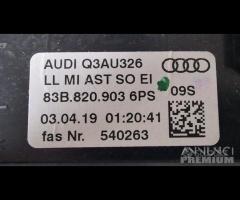 AUDI Q3AU326
LL MI AST SO EI
83B.820.903 6PS 09S
03.04.19 01:20:41
fas Nr. 540263
ANNUNCI
PREMIUM